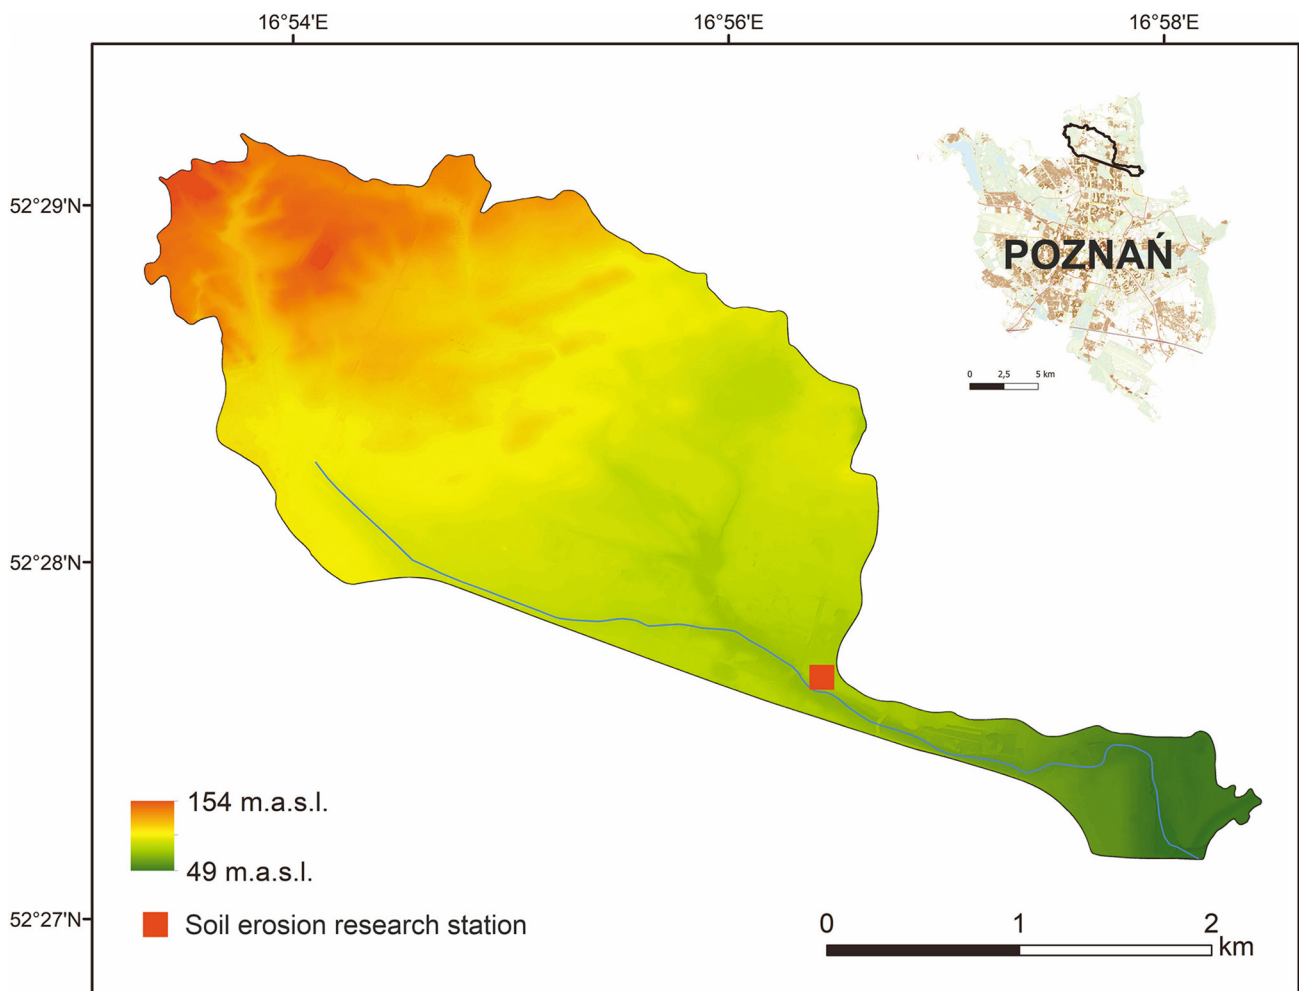 16°54'E
16°56'E
16°58'E
52°29'N
POZNAŃ
0 2,5 5 km
52°28'N
154 m.a.s.l.
49 m.a.s.l.
52°27'N
Soil erosion research station
0 1 2
km